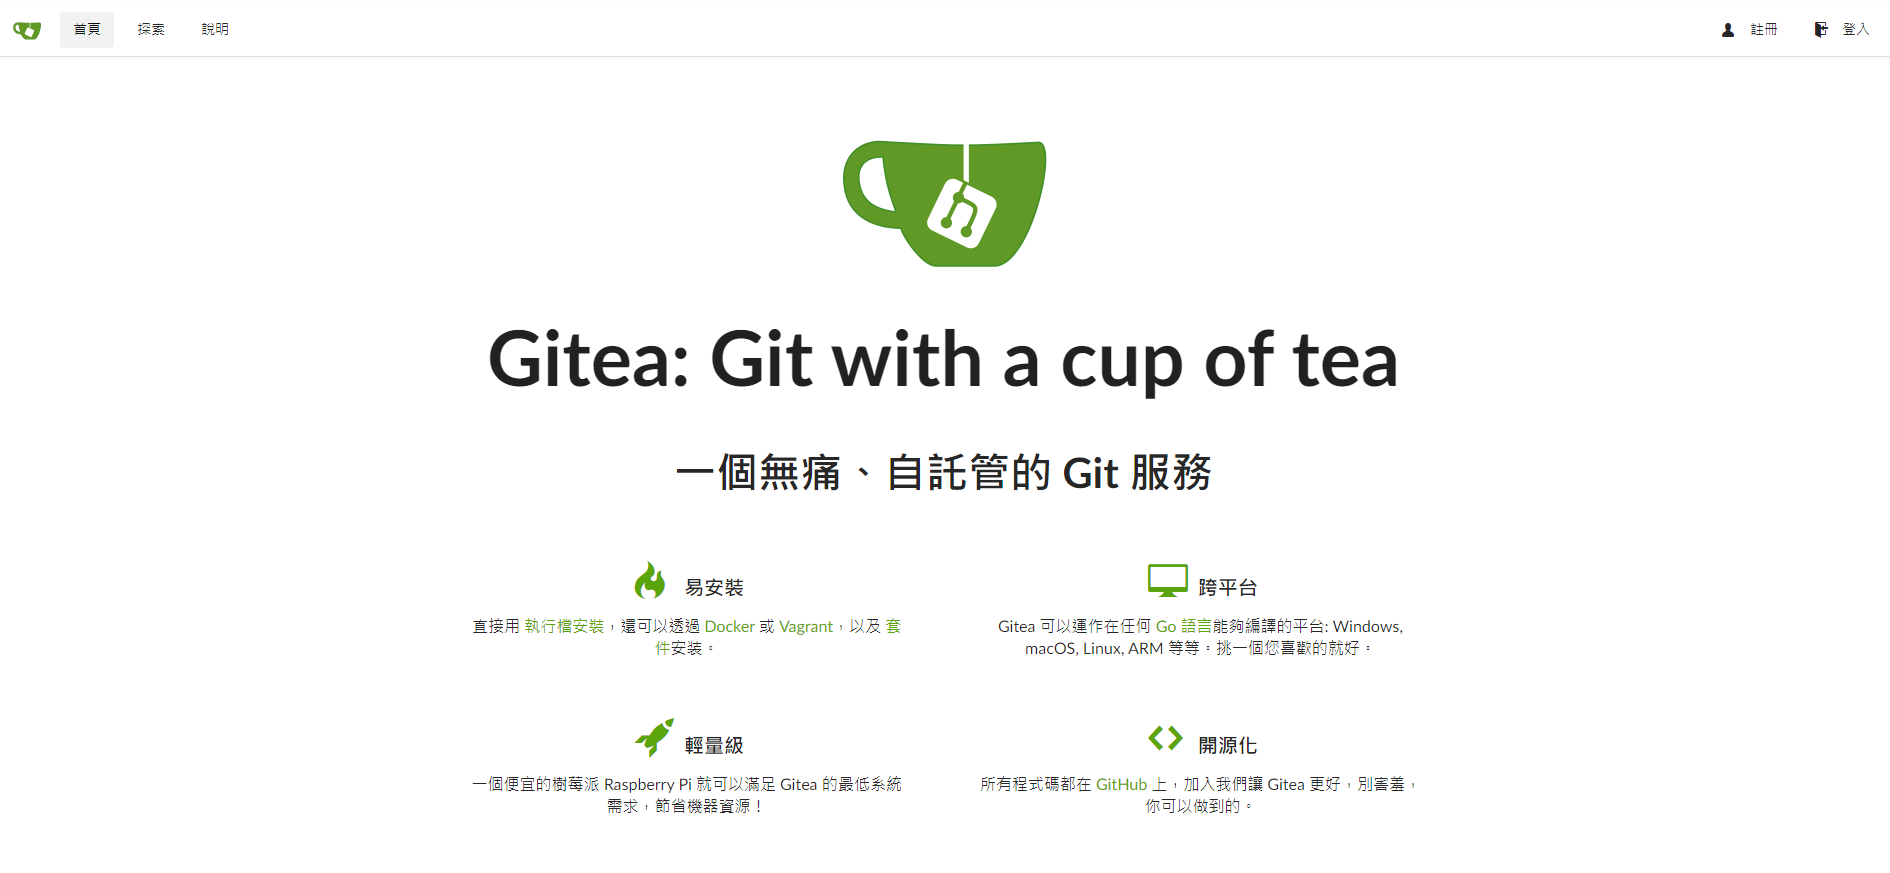 首頁 探索 說明 註冊 登入
Gitea: Git with a cup of tea
一個無痛、自託管的 Git 服務
易安裝
直接用 執行檔安裝，還可以透過 Docker 或 Vagrant，以及 套
件安裝。
跨平台
Gitea 可以運作在任何 Go 語言能夠編譯的平台: Windows,
macOS, Linux, ARM 等等。挑一個您喜歡的就好。
輕量級
一個便宜的樹莓派 Raspberry Pi 就可以滿足 Gitea 的最低系統
需求，節省機器資源！
開源化
所有程式碼都在 GitHub 上，加入我們讓 Gitea 更好，別害羞，
你可以做到的。